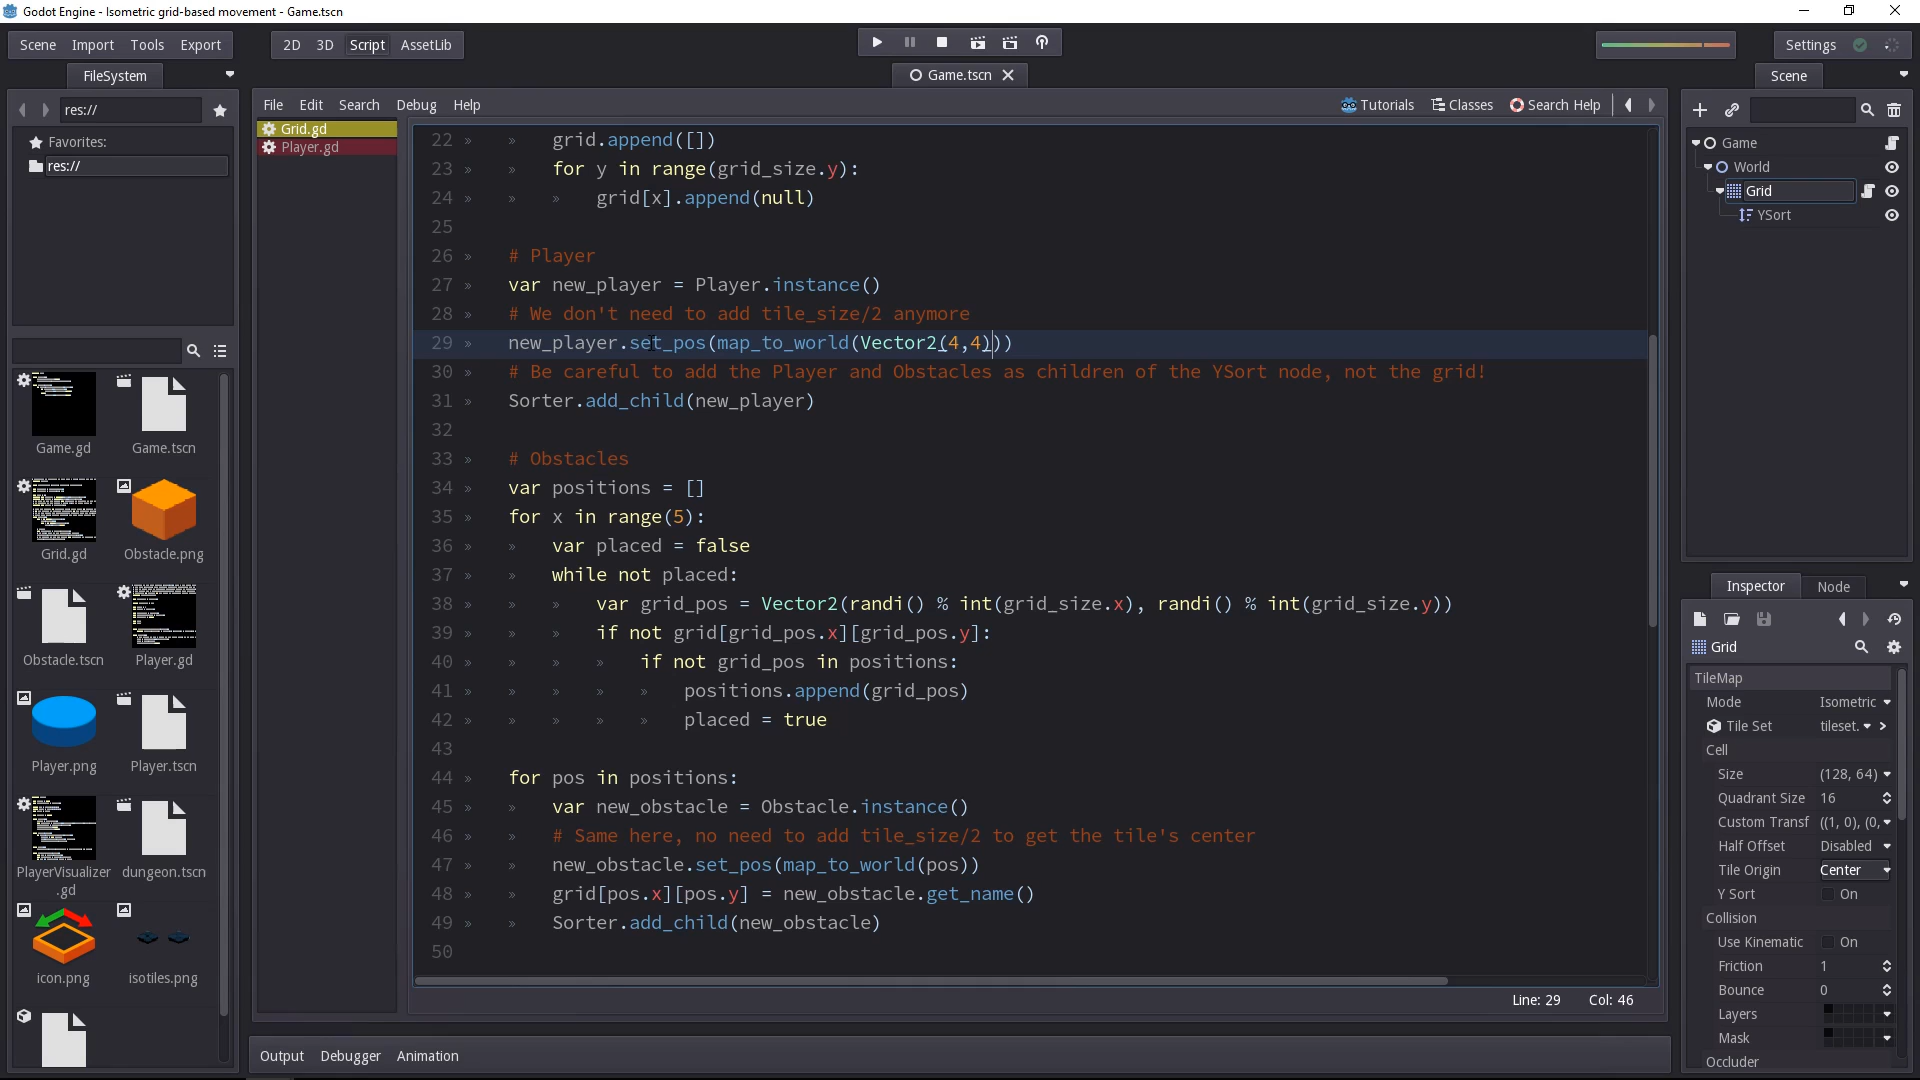 Godot Engine - Isometric grid-based movement - Game.tscn
Scene Import Tools Export
2D 3D Script AssetLib
Settings
FileSystem
Game.tscn
Scene
res://
File Edit Search Debug Help
Tutorials Classes Search Help
Favorites:
res://
Grid.gd
Player.gd
22 grid.append([])
23 for y in range(grid_size.y):
24 grid[x].append(null)
25
26 # Player
27 var new_player = Player.instance()
28 # We don't need to add tile_size/2 anymore
29 new_player.set_pos(map_to_world(Vector2(4,4)))
30 # Be careful to add the Player and Obstacles as children of the YSort node, not the grid!
31 Sorter.add_child(new_player)
32
33 # Obstacles
34 var positions = []
35 for x in range(5):
36 var placed = false
37 while not placed:
38 var grid_pos = Vector2(randi() % int(grid_size.x), randi() % int(grid_size.y))
39 if not grid[grid_pos.x][grid_pos.y]:
40 if not grid_pos in positions:
41 positions.append(grid_pos)
42 placed = true
43
44 for pos in positions:
45 var new_obstacle = Obstacle.instance()
46 # Same here, no need to add tile_size/2 to get the tile's center
47 new_obstacle.set_pos(map_to_world(pos))
48 grid[pos.x][pos.y] = new_obstacle.get_name()
49 Sorter.add_child(new_obstacle)
50
Line: 29 Col: 46
Output Debugger Animation
Game.gd Game.tscn
Grid.gd Obstacle.png
Obstacle.tscn Player.gd
Player.png Player.tscn
PlayerVisualizer dungeon.tscn
.gd
icon.png isotiles.png
Game
World
Grid
YSort
Inspector Node
Grid
TileMap
Mode Isometric
Tile Set tileset.
Cell
Size (128, 64)
Quadrant Size 16
Custom Transf ((1, 0), (0,
Half Offset Disabled
Tile Origin Center
Y Sort On
Collision
Use Kinematic On
Friction 1
Bounce 0
Layers
Mask
Occluder